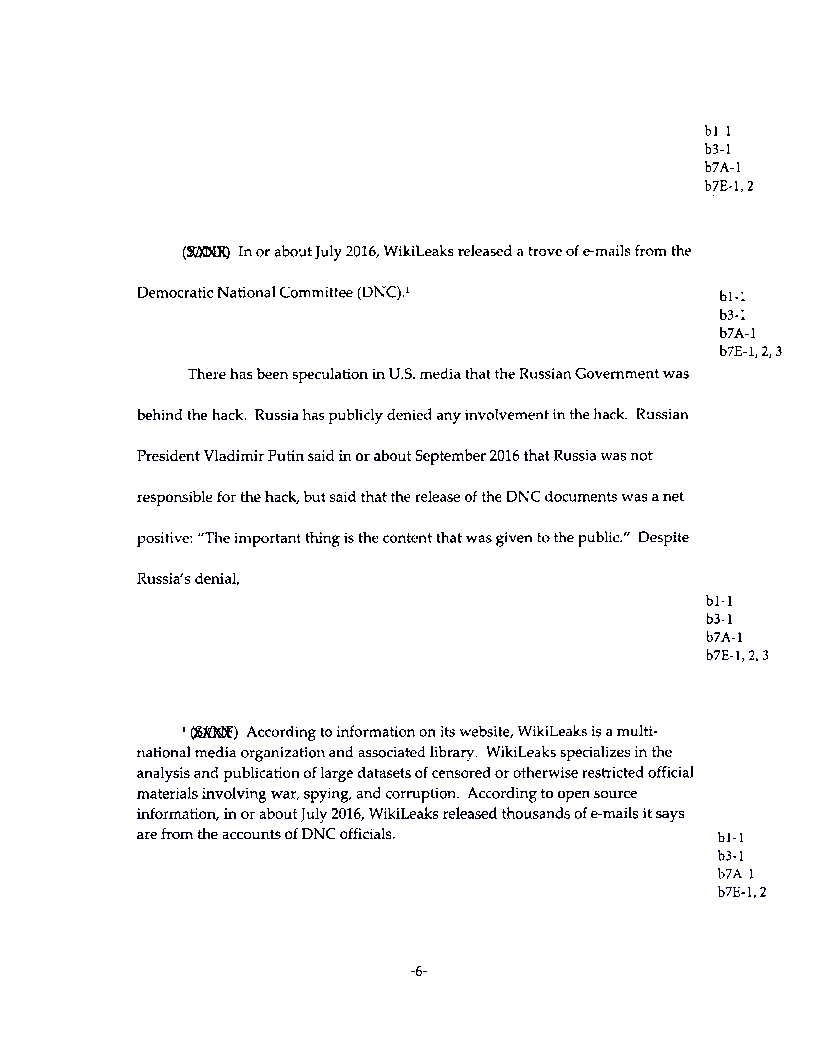 b1-1
b3-1
b7A-1
b7E-1, 2
In or about July 2016, WikiLeaks released a trove of e-mails from the
Democratic National Committee (DNC).¹
b1-1
b3-1
b7A-1
b7E-1, 2, 3
There has been speculation in U.S. media that the Russian Government was
behind the hack. Russia has publicly denied any involvement in the hack. Russian
President Vladimir Putin said in or about September 2016 that Russia was not
responsible for the hack, but said that the release of the DNC documents was a net
positive: "The important thing is the content that was given to the public." Despite
Russia's denial,
b1-1
b3-1
b7A-1
b7E-1, 2, 3
¹ According to information on its website, WikiLeaks is a multi-
national media organization and associated library. WikiLeaks specializes in the
analysis and publication of large datasets of censored or otherwise restricted official
materials involving war, spying, and corruption. According to open source
information, in or about July 2016, WikiLeaks released thousands of e-mails it says
are from the accounts of DNC officials.
b1-1
b3-1
b7A-1
b7E-1, 2
-6-